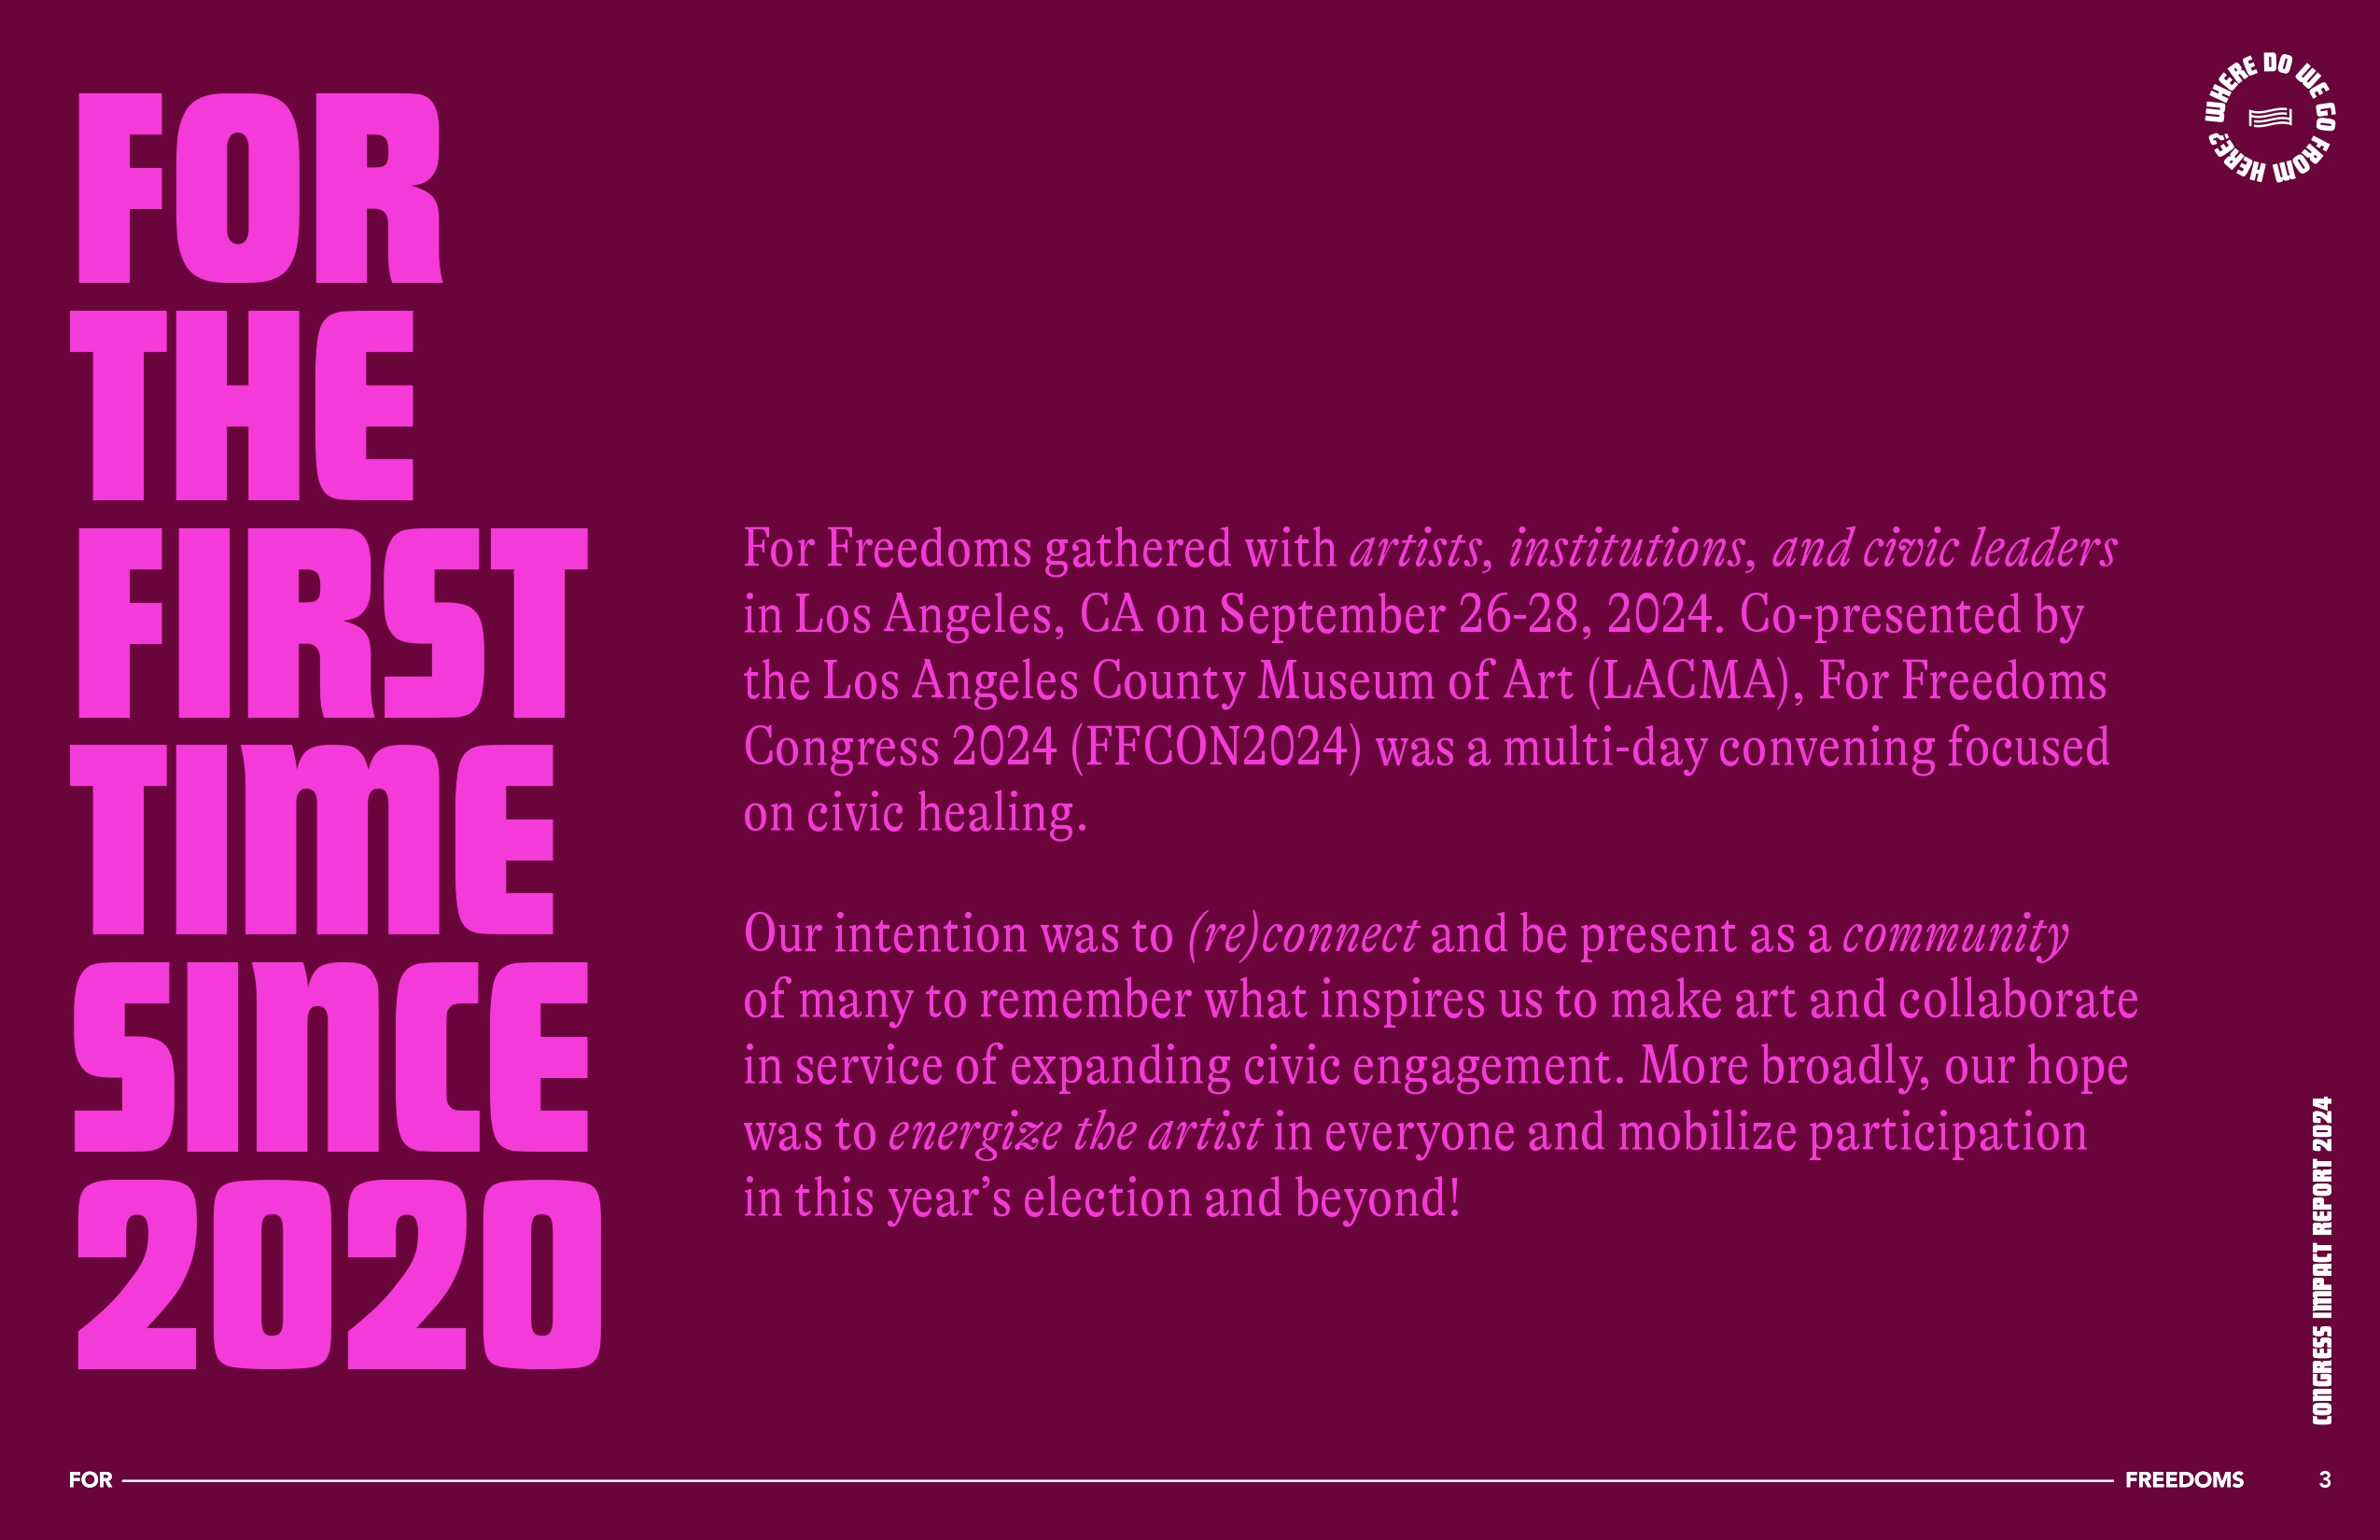 FOR
THE
FIRST
TIME
SINCE
2020
WHERE DO WE GO FROM HERE?
For Freedoms gathered with artists, institutions, and civic leaders
in Los Angeles, CA on September 26-28, 2024. Co-presented by
the Los Angeles County Museum of Art (LACMA), For Freedoms
Congress 2024 (FFCON2024) was a multi-day convening focused
on civic healing.
Our intention was to (re)connect and be present as a community
of many to remember what inspires us to make art and collaborate
in service of expanding civic engagement. More broadly, our hope
was to energize the artist in everyone and mobilize participation
in this year’s election and beyond!
CONGRESS IMPACT REPORT 2024
FOR FREEDOMS 3